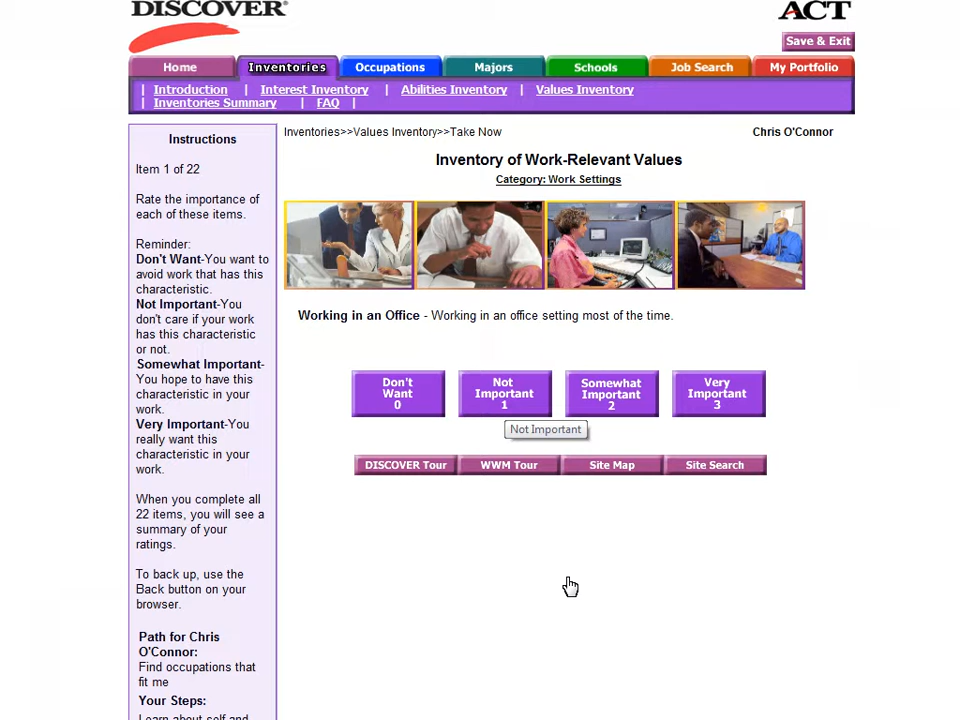 DISCOVER®
ACT®
Save & Exit
Home
Inventories
Occupations
Majors
Schools
Job Search
My Portfolio
| Introduction | Interest Inventory | Abilities Inventory | Values Inventory
| Inventories Summary | FAQ |
Instructions
Item 1 of 22
Rate the importance of
each of these items.
Reminder:
Don't Want-You want to
avoid work that has this
characteristic.
Not Important-You
don't care if your work
has this characteristic
or not.
Somewhat Important-
You hope to have this
characteristic in your
work.
Very Important-You
really want this
characteristic in your
work.
When you complete all
22 items, you will see a
summary of your
ratings.
To back up, use the
Back button on your
browser.
Path for Chris
O'Connor:
Find occupations that
fit me
Your Steps:
Learn about self and
Inventories>>Values Inventory>>Take Now
Chris O'Connor
Inventory of Work-Relevant Values
Category: Work Settings
Working in an Office - Working in an office setting most of the time.
Don't
Want
0
Not
Important
1
Somewhat
Important
2
Very
Important
3
Not Important
DISCOVER Tour
WWM Tour
Site Map
Site Search